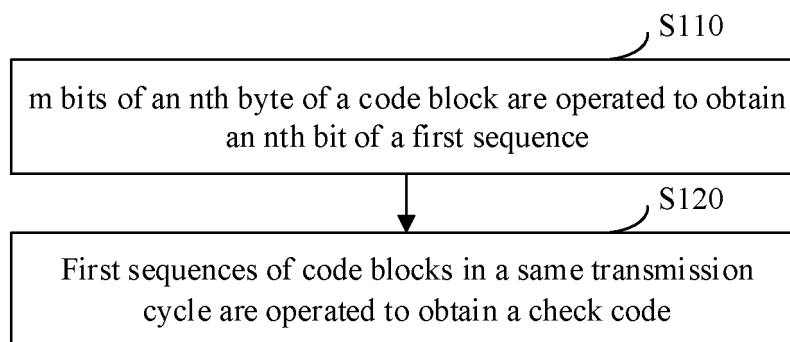 S110
m bits of an nth byte of a code block are operated to obtain
an nth bit of a first sequence
S120
First sequences of code blocks in a same transmission
cycle are operated to obtain a check code